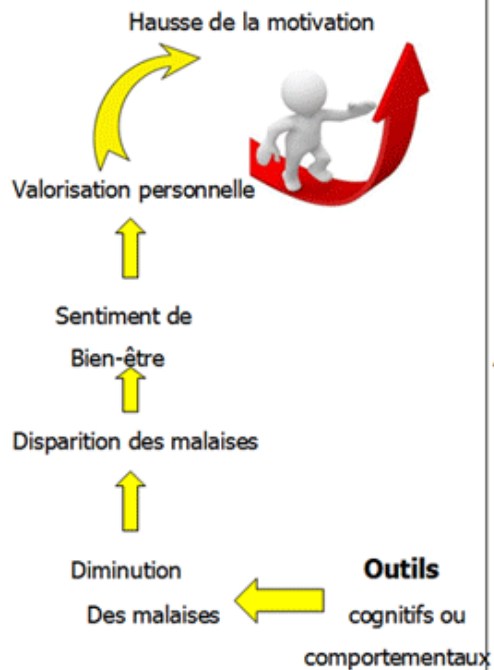 Hausse de la motivation
Valorisation personnelle
Sentiment de
Bien-être
Disparition des malaises
Diminution
Des malaises
Outils
cognitifs ou
comportementaux